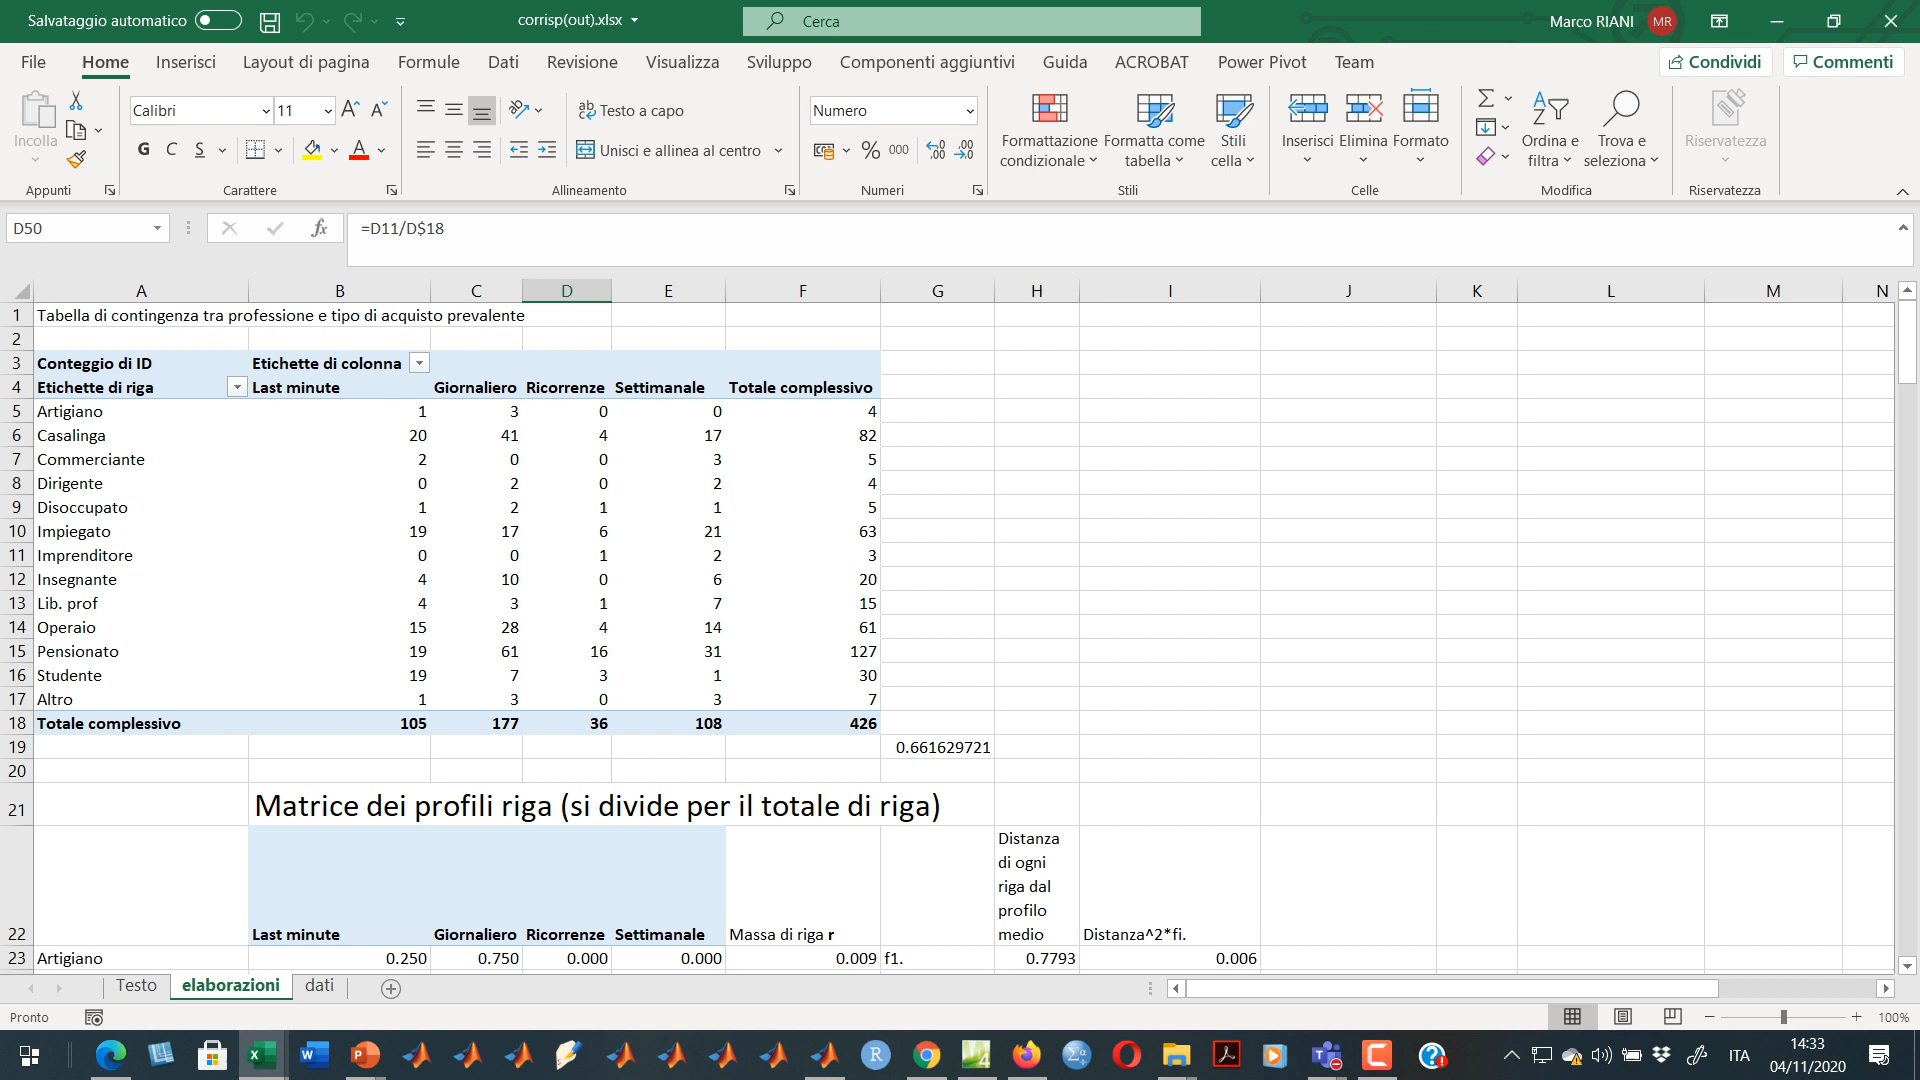 Salvataggio automatico corrisp(out).xlsx Cerca Marco RIANI MR
File Home Inserisci Layout di pagina Formule Dati Revisione Visualizza Sviluppo Componenti aggiuntivi Guida ACROBAT Power Pivot Team Condividi Commenti
Incolla Calibri 11 Testo a capo Numero
G C S Unisci e allinea al centro % 000
Formattazione condizionale Formatta come tabella Stili cella Inserisci Elimina Formato Ordina e filtra Trova e seleziona Riservatezza
Appunti Carattere Allineamento Numeri Stili Celle Modifica Riservatezza
D50 fx =D11/D$18
A B C D E F G H I J K L M N
1 Tabella di contingenza tra professione e tipo di acquisto prevalente
2
3 Conteggio di ID Etichette di colonna
4 Etichette di riga Last minute Giornaliero Ricorrenze Settimanale Totale complessivo
5 Artigiano 1 3 0 0 4
6 Casalinga 20 41 4 17 82
7 Commerciante 2 0 0 3 5
8 Dirigente 0 2 0 2 4
9 Disoccupato 1 2 1 1 5
10 Impiegato 19 17 6 21 63
11 Imprenditore 0 0 1 2 3
12 Insegnante 4 10 0 6 20
13 Lib. prof 4 3 1 7 15
14 Operaio 15 28 4 14 61
15 Pensionato 19 61 16 31 127
16 Studente 19 7 3 1 30
17 Altro 1 3 0 3 7
18 Totale complessivo 105 177 36 108 426
19 0.661629721
20
21 Matrice dei profili riga (si divide per il totale di riga)
Distanza
di ogni
riga dal
profilo
22 Last minute Giornaliero Ricorrenze Settimanale Massa di riga r medio Distanza^2*fi.
23 Artigiano 0.250 0.750 0.000 0.000 0.009 f1. 0.7793 0.006
Testo elaborazioni dati
Pronto 100%
ITA 14:33
04/11/2020